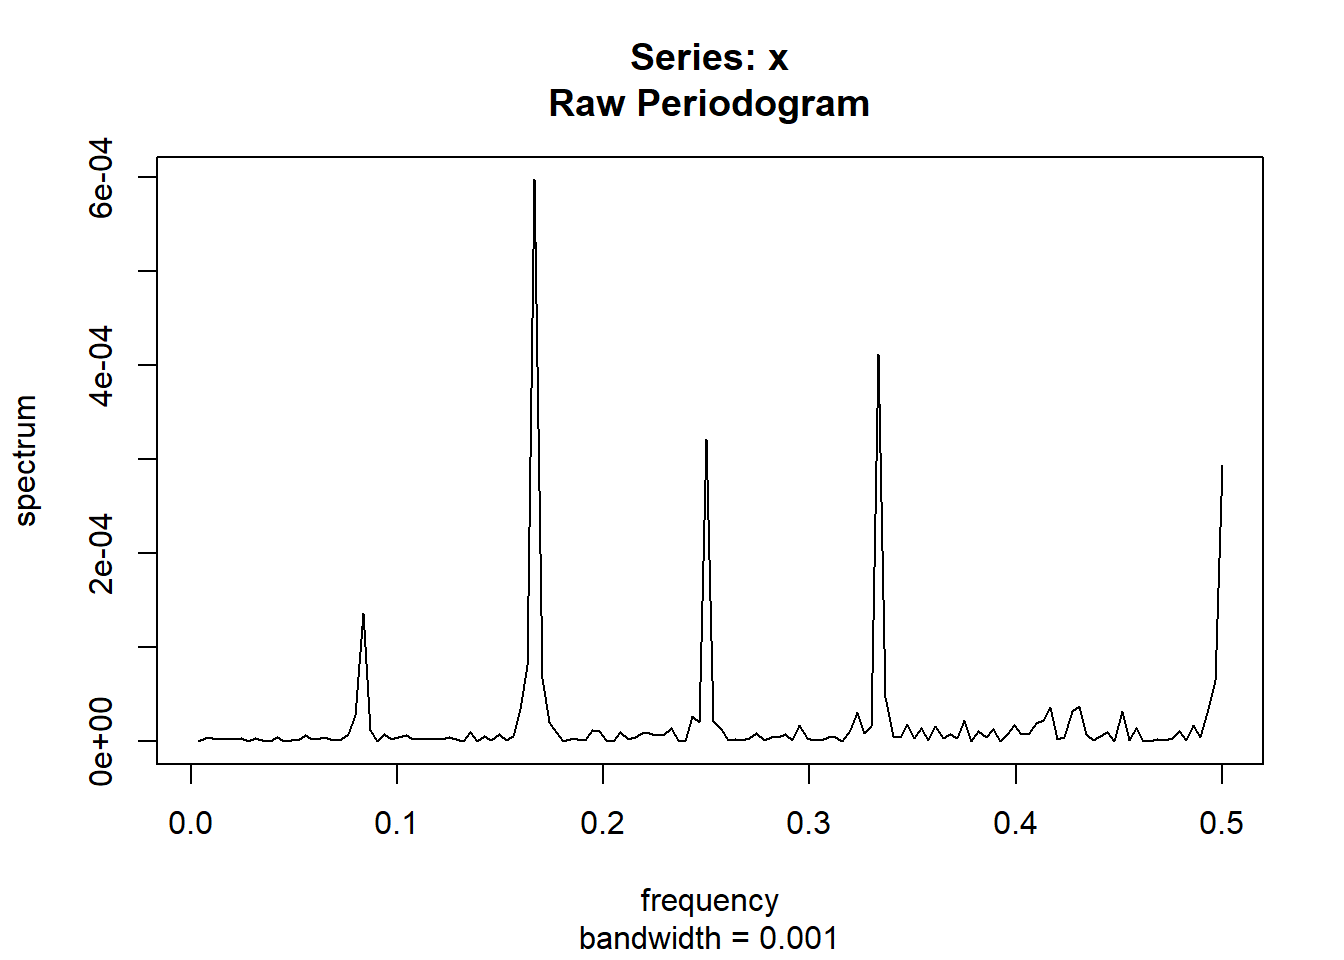 Series: x
Raw Periodogram
spectrum
6e-04
4e-04
2e-04
0e+00
0.0 0.1 0.2 0.3 0.4 0.5
frequency
bandwidth = 0.001